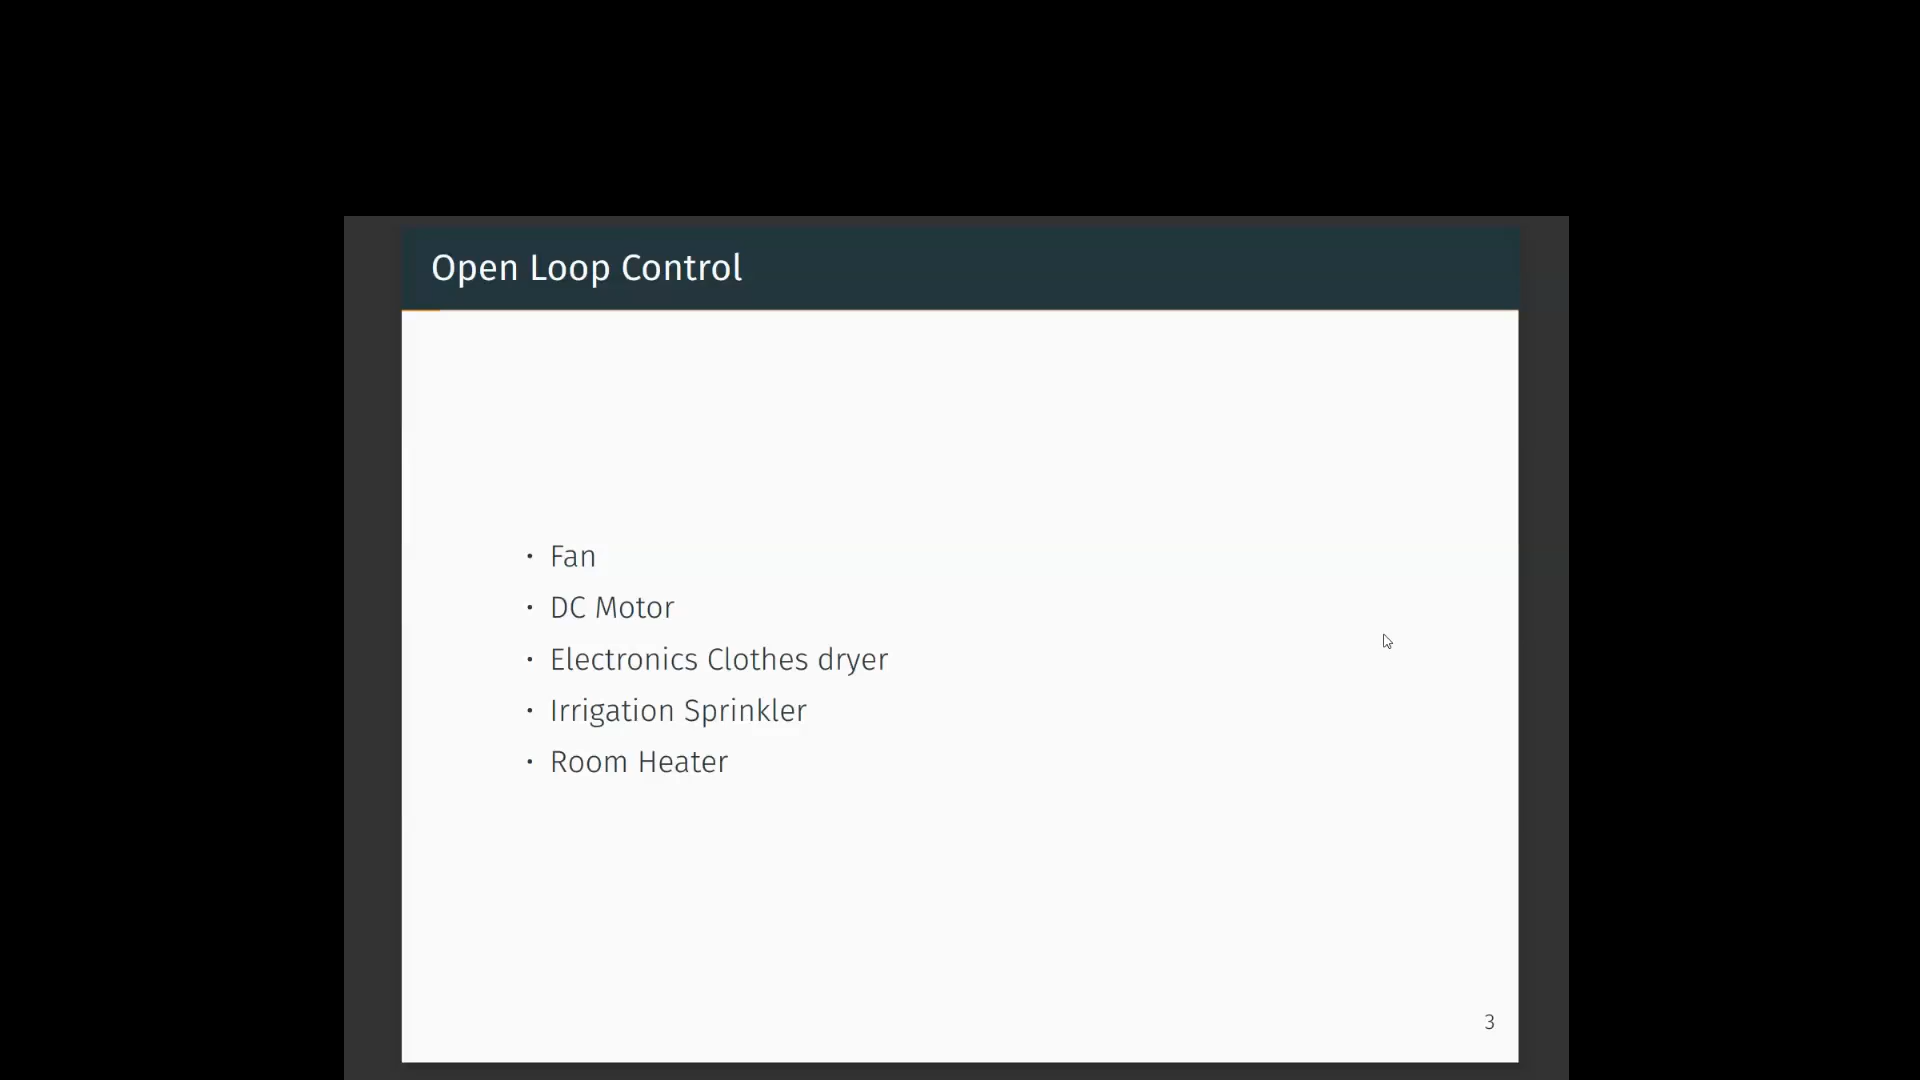 Open Loop Control
• Fan
• DC Motor
• Electronics Clothes dryer
• Irrigation Sprinkler
• Room Heater
3